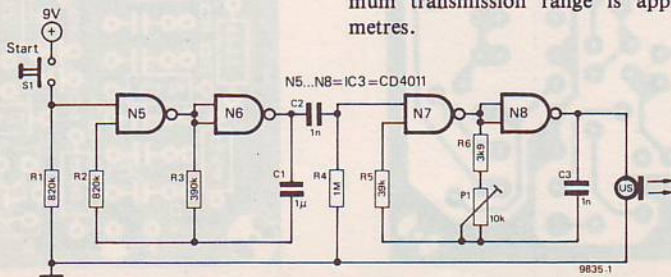 mum transmission range is app
metres.
9V
Start
S1
N5...N8=IC3=CD4011
N5
N6
C2
1n
N7
N8
R1
820k
R2
820k
R3
390k
C1
1µ
R4
1M
R5
39k
R6
3k9
P1
10k
C3
1n
US
9835 1